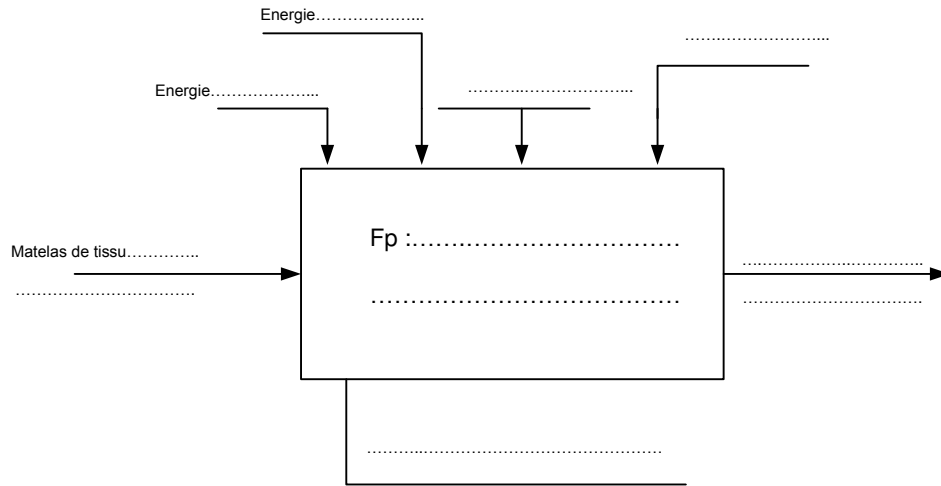 Energie…………………...
…….………………...
Energie………………...
………..…………………...
Fp :…….………………………
Matelas de tissu…………..
……………………………
……………….…………..
…………………………………
……………………………
………..……………………………………